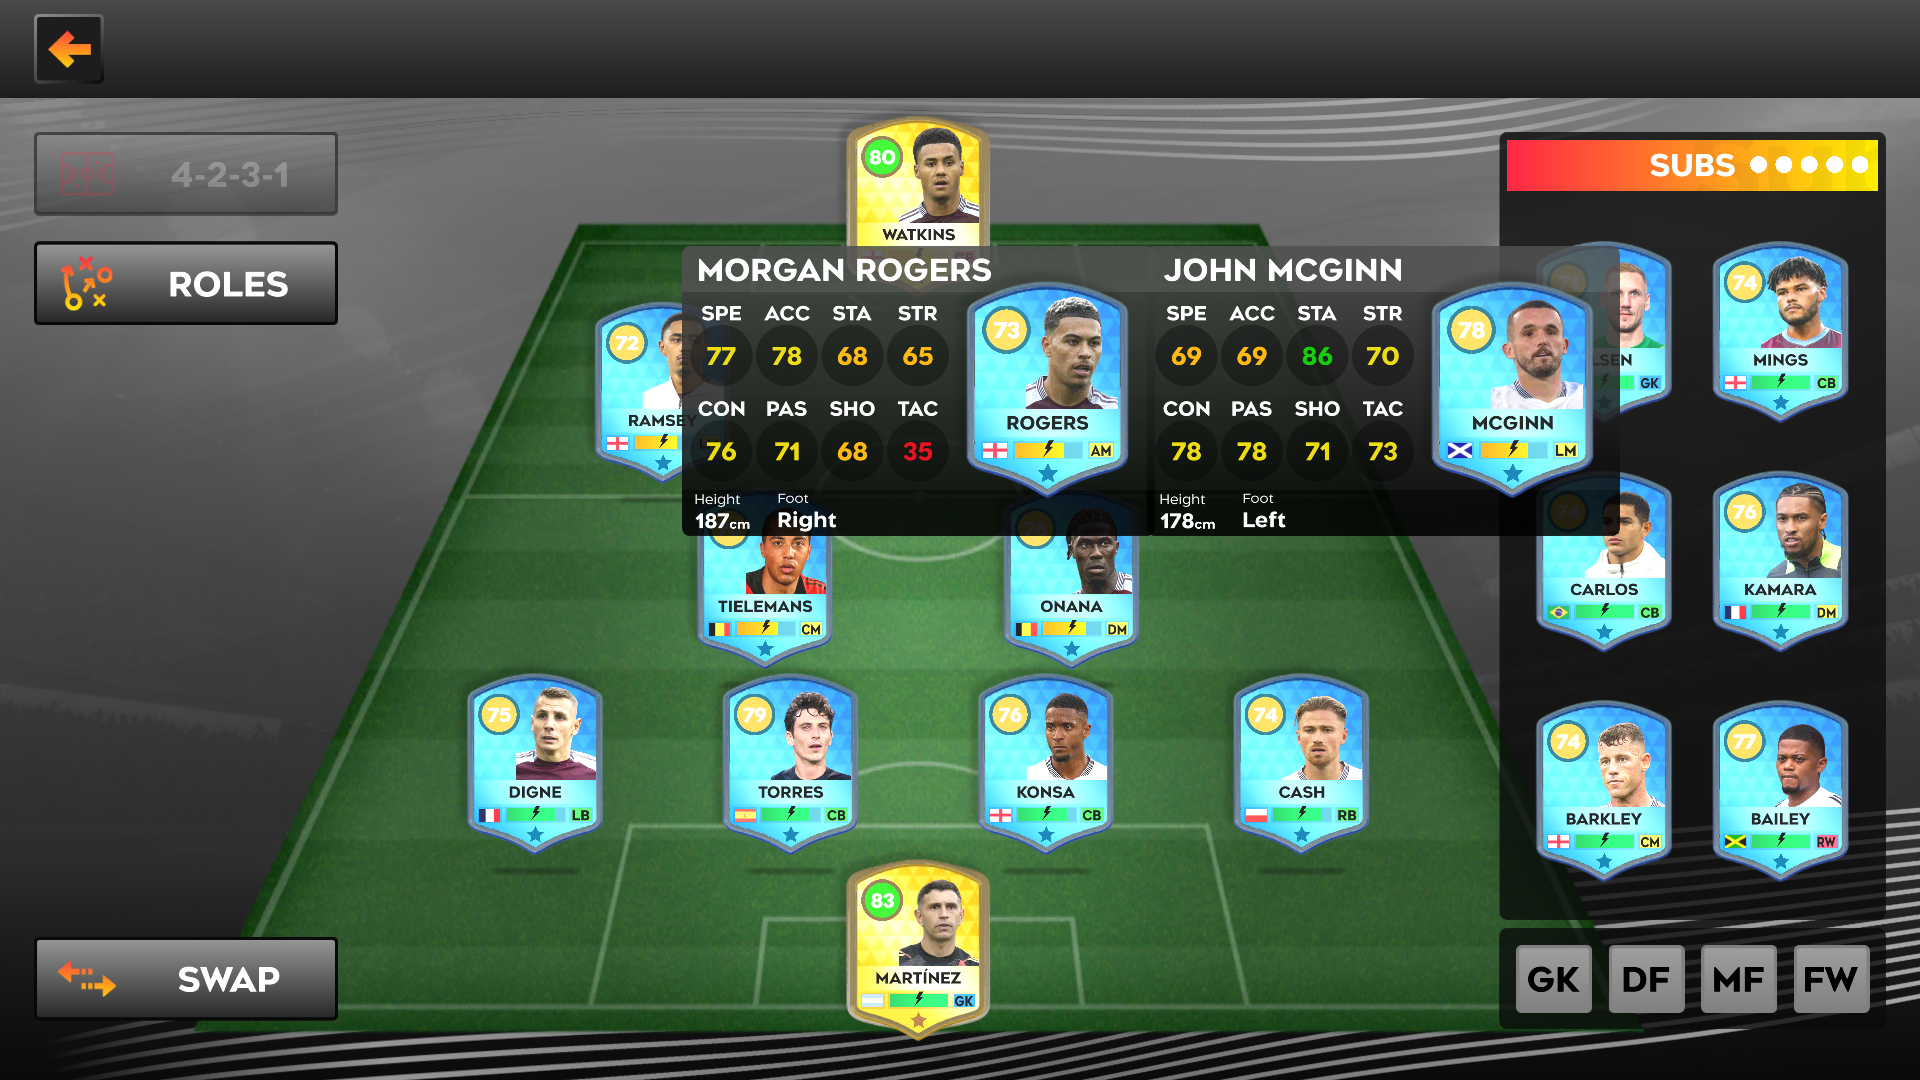 4-2-3-1
ROLES
SWAP
80
WATKINS
72
RAMSEY
MORGAN ROGERS
SPE ACC STA STR
77 78 68 65
CON PAS SHO TAC
76 71 68 35
Height Foot
187cm Right
73
ROGERS
AM
JOHN MCGINN
SPE ACC STA STR
69 69 86 70
CON PAS SHO TAC
78 78 71 73
Height Foot
178cm Left
78
MCGINN
LM
TIELEMANS
CM
76
ONANA
DM
75
DIGNE
LB
79
TORRES
CB
76
KONSA
CB
74
CASH
RB
83
MARTÍNEZ
GK
SUBS
LSEN
GK
74
MINGS
CB
74
CARLOS
CB
76
KAMARA
DM
74
BARKLEY
CM
77
BAILEY
RW
GK DF MF FW